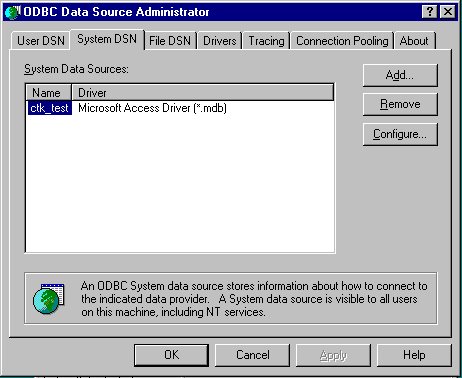 ODBC Data Source Administrator
User DSN System DSN File DSN Drivers Tracing Connection Pooling About
System Data Sources:
Add...
Name Driver
ctk_test Microsoft Access Driver (*.mdb)
Remove
Configure...
An ODBC System data source stores information about how to connect
to the indicated data provider. A System data source is visible to all users
on this machine, including NT services.
OK Cancel Apply Help